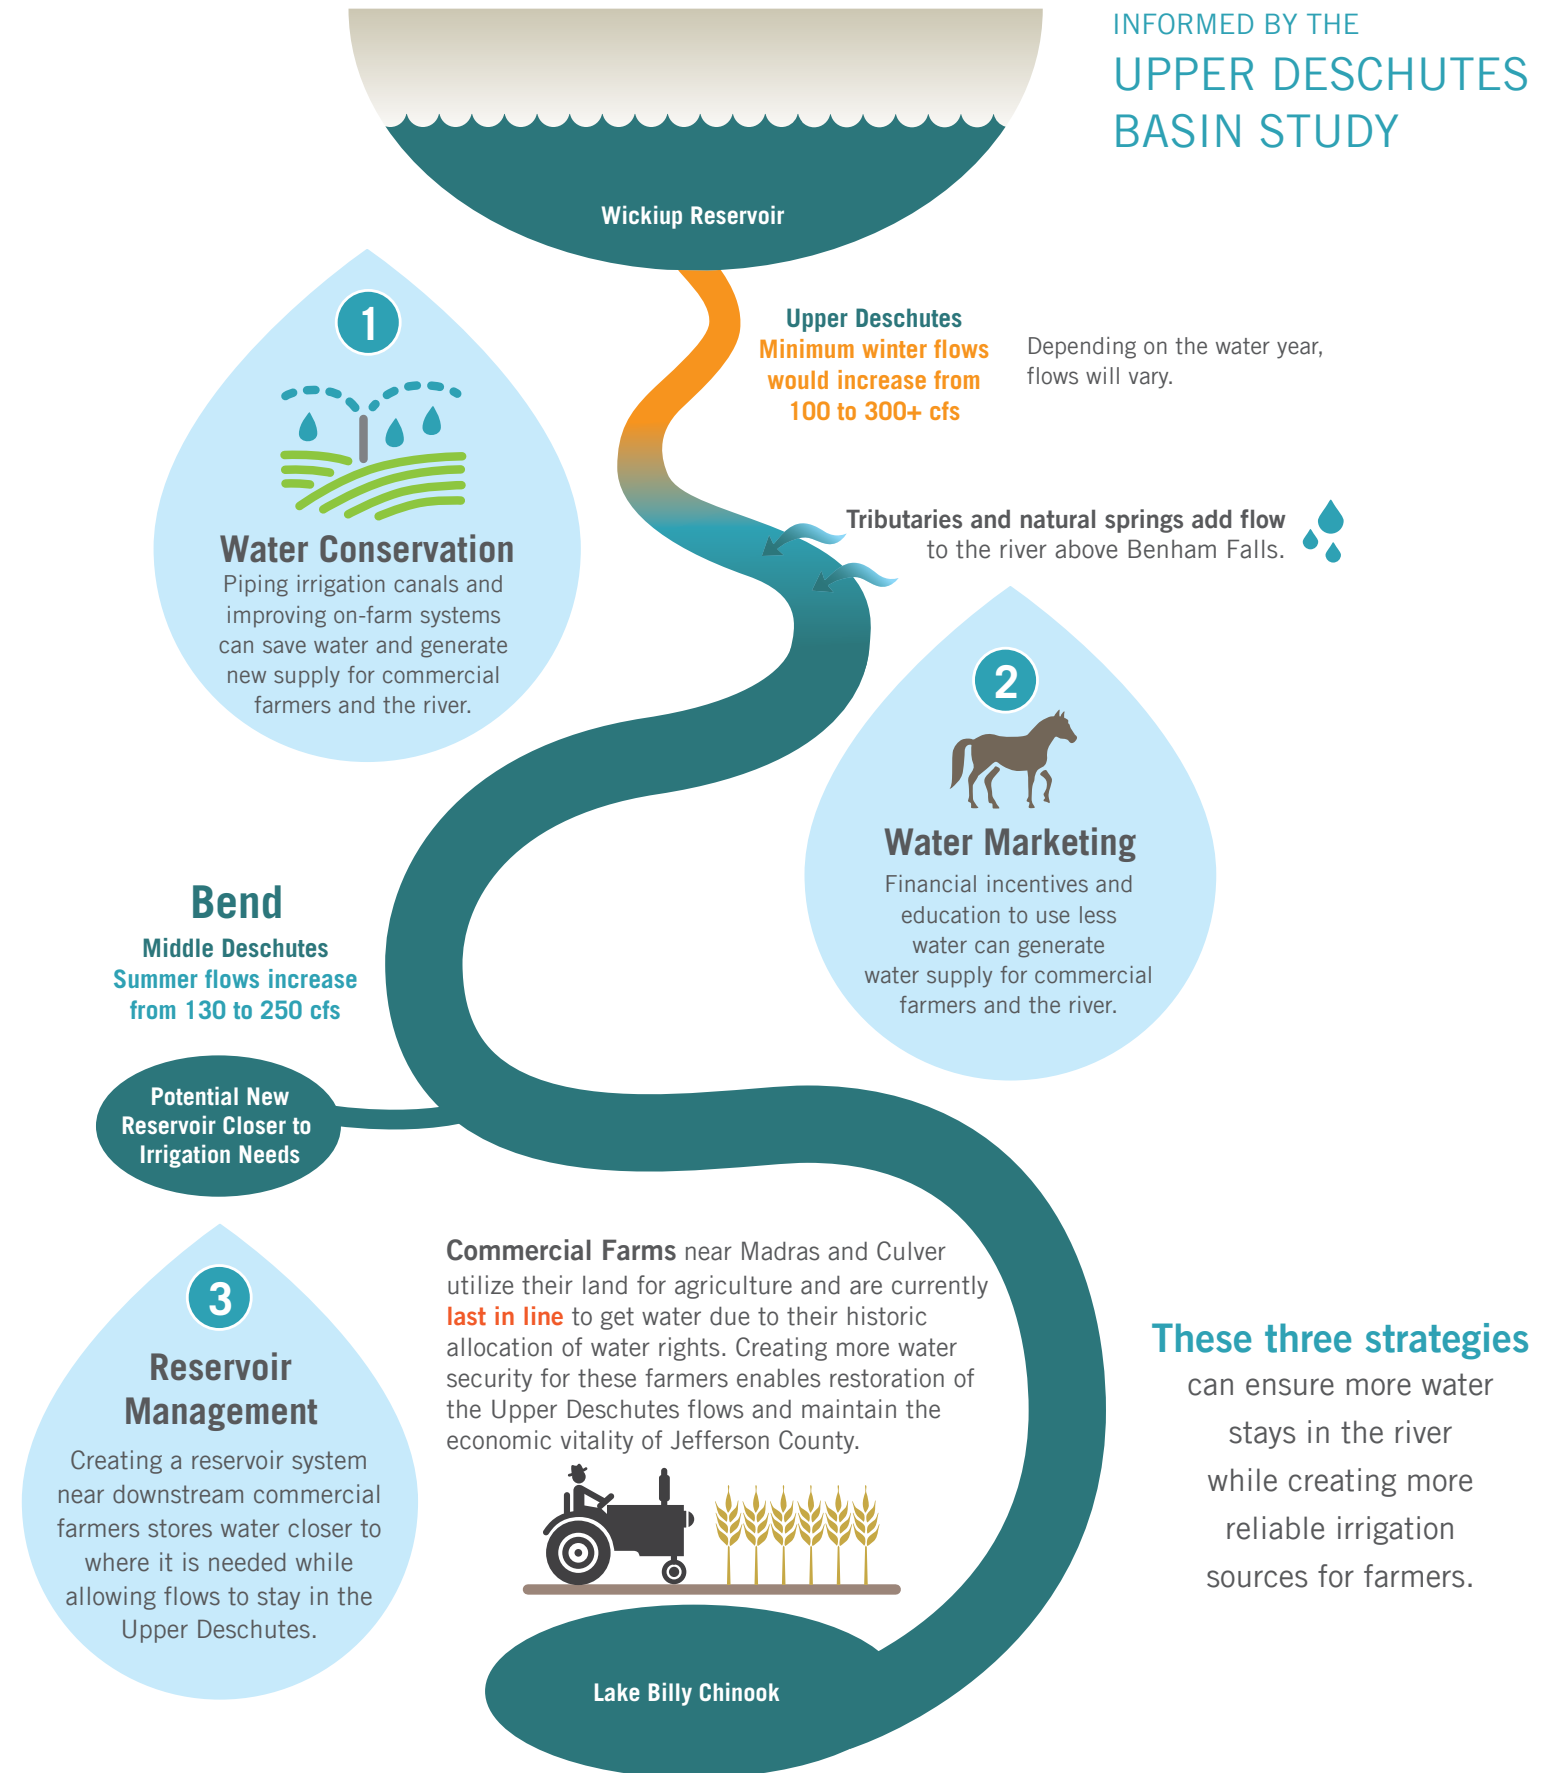 INFORMED BY THE
UPPER DESCHUTES
BASIN STUDY
Wickiup Reservoir
1
Water Conservation
Piping irrigation canals and
improving on-farm systems
can save water and generate
new supply for commercial
farmers and the river.
Upper Deschutes
Minimum winter flows
would increase from
100 to 300+ cfs
Depending on the water year,
flows will vary.
Tributaries and natural springs add flow
to the river above Benham Falls.
2
Water Marketing
Financial incentives and
education to use less
water can generate
water supply for commercial
farmers and the river.
Bend
Middle Deschutes
Summer flows increase
from 130 to 250 cfs
Potential New
Reservoir Closer to
Irrigation Needs
3
Reservoir
Management
Creating a reservoir system
near downstream commercial
farmers stores water closer to
where it is needed while
allowing flows to stay in the
Upper Deschutes.
Commercial Farms near Madras and Culver
utilize their land for agriculture and are currently
last in line to get water due to their historic
allocation of water rights. Creating more water
security for these farmers enables restoration of
the Upper Deschutes flows and maintain the
economic vitality of Jefferson County.
These three strategies
can ensure more water
stays in the river
while creating more
reliable irrigation
sources for farmers.
Lake Billy Chinook